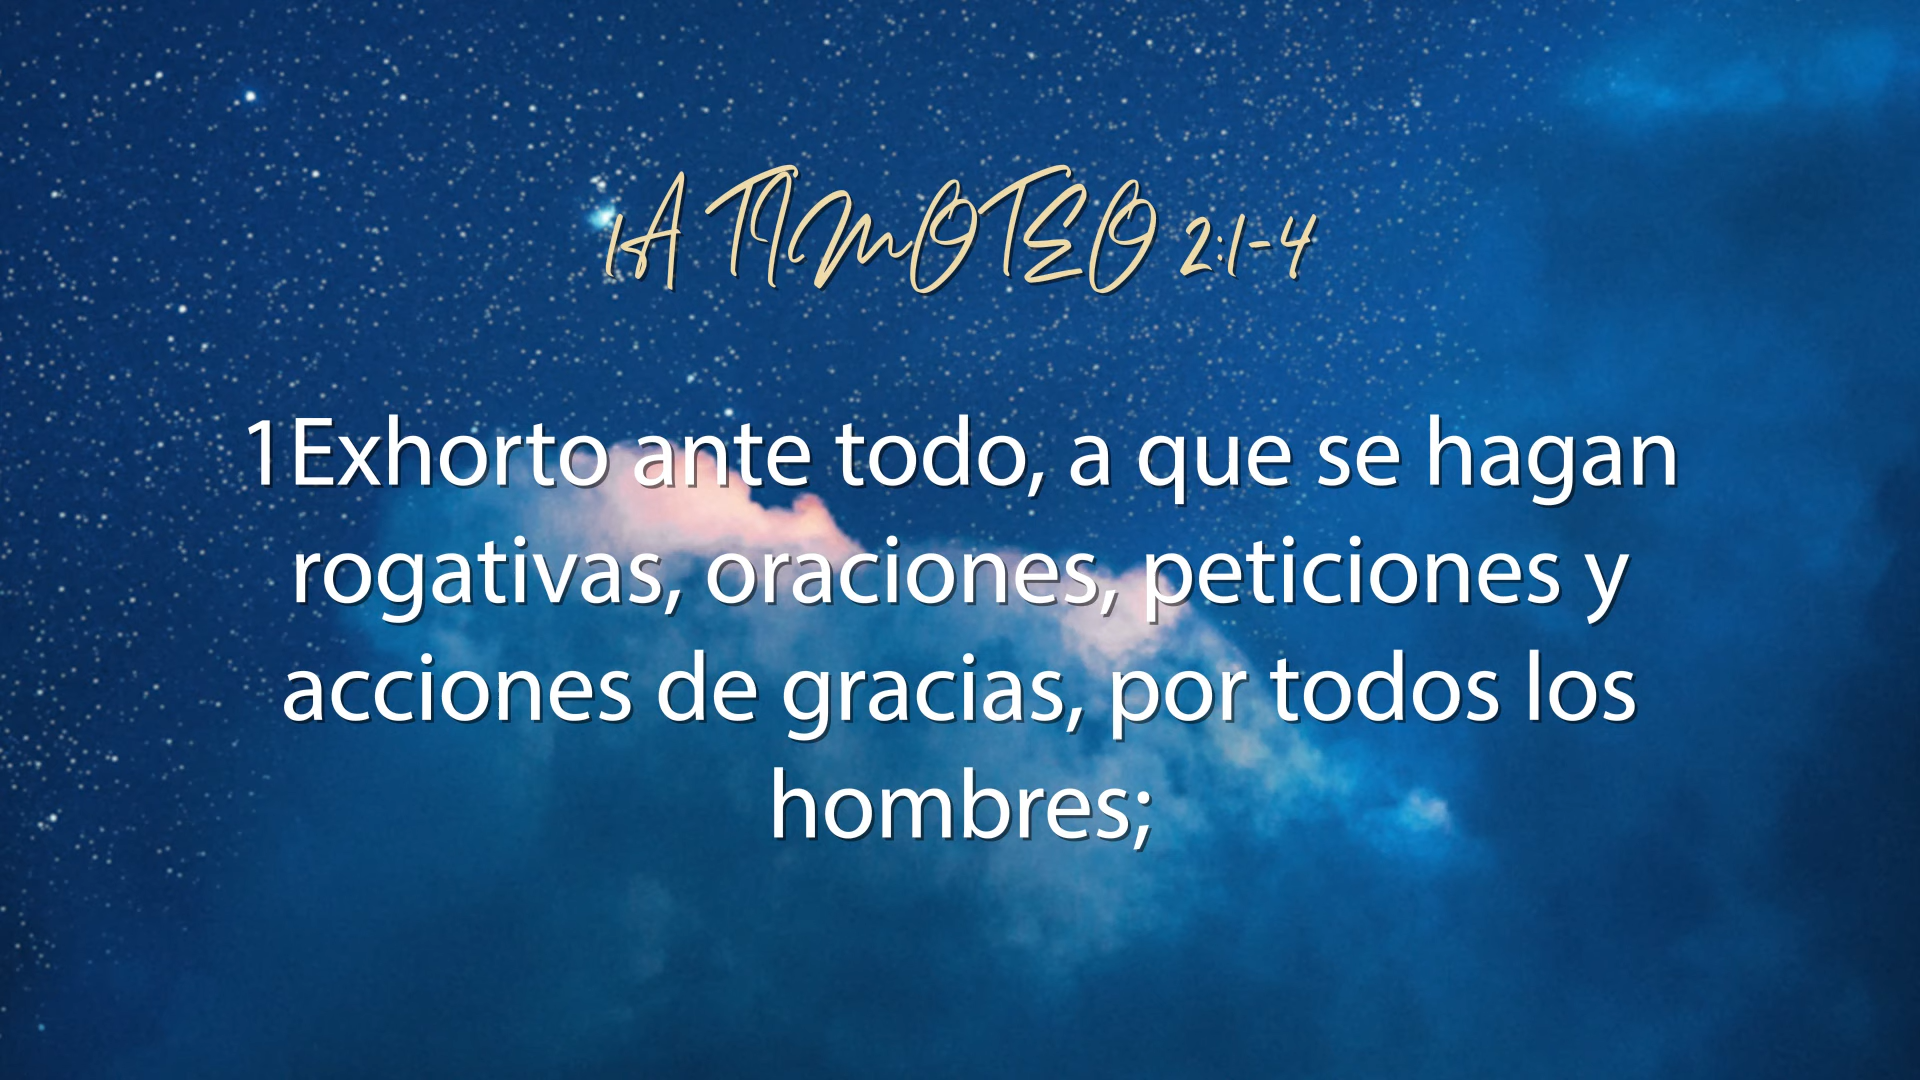 1A TIMOTEO 2:1-4
1Exhorto ante todo, a que se hagan
rogativas, oraciones, peticiones y
acciones de gracias, por todos los
hombres;